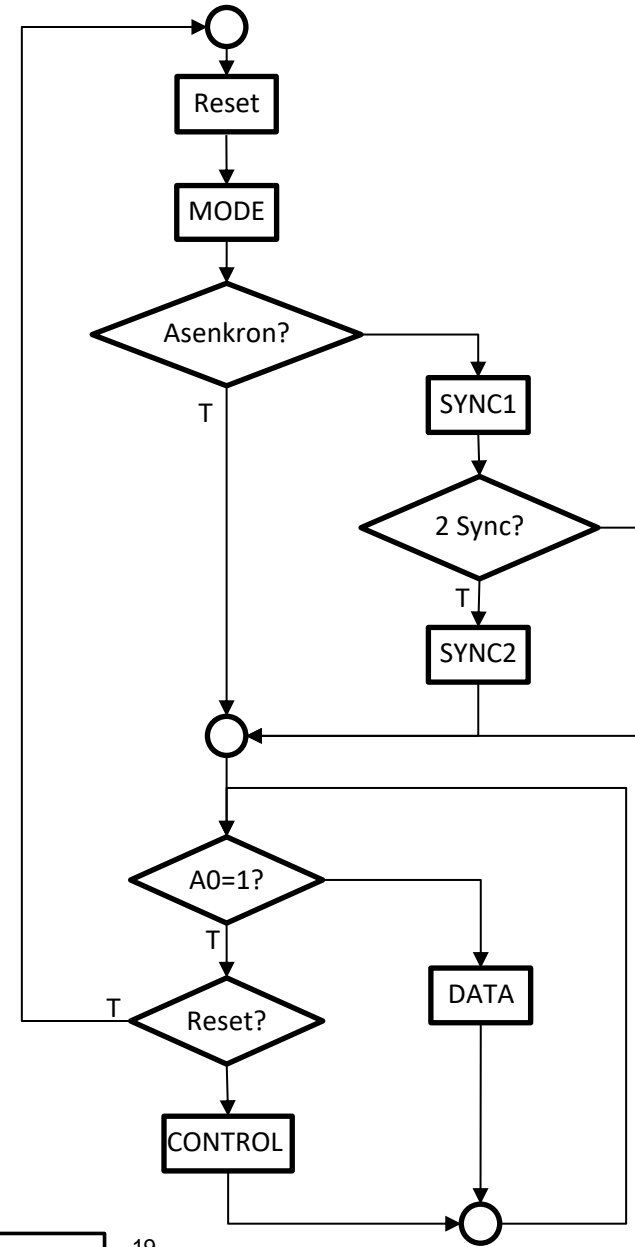 Reset
MODE
Asenkron?
T
SYNC1
2 Sync?
T
SYNC2
A0=1?
T
DATA
T
Reset?
CONTROL
19